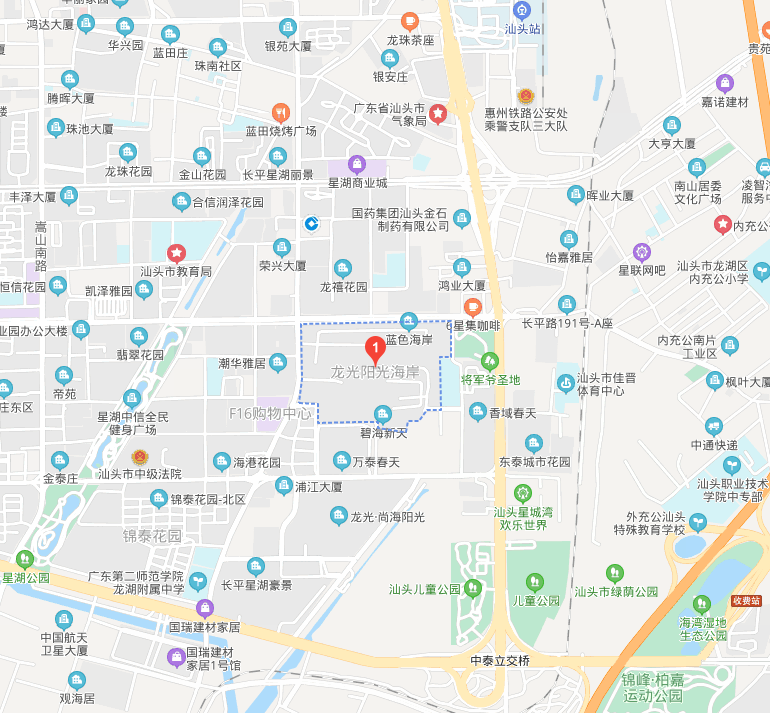 鸿达大厦
华兴园
蓝田庄
珠南社区
银苑大厦
龙珠茶座
银安庄
汕头站
贵苑
腾晖大厦
珠池大厦
蓝田烧烤广场
广东省汕头市
气象局
惠州铁路公安处
乘警支队三大队
嘉诺建材
大亨大厦
龙珠花园
金山花园
长平星湖丽景
星湖商业城
丰泽大厦
合信润泽花园
国药集团汕头金石
制药有限公司
晖业大厦
南山居委
文化广场
凌智汽
服务中
嵩山南路
汕头市教育局
荣兴大厦
龙禧花园
鸿业大厦
怡嘉雅居
星联网吧
内充公
汕头市龙湖区
内充公小学
恒信花园
凯泽雅园
6星集咖啡
长平路191号-A座
业园办公大楼
翡翠花园
潮华雅居
蓝色海岸
龙光阳光海岸
1
将军爷圣地
内充公南片
工业区
枫叶大厦
汕头市佳晋
体育中心
庄东区
帝苑
星湖中信全民
健身广场
F16购物中心
碧海新天
香域春天
中通快递
金泰庄
汕头市中级法院
海港花园
万泰春天
东泰城市花园
汕头职业技术
学院中专部
锦泰花园-北区
浦江大厦
龙光·尚海阳光
汕头星城湾
欢乐世界
外充公汕头
特殊教育学校
锦泰花园
星湖公园
广东第二师范学院
龙湖附属中学
长平星湖豪景
汕头儿童公园
儿童公园
汕头市绿荫公园
收费站
海湾湿地
生态公园
中国航天
卫星大厦
国瑞建材家居
国瑞建材
家居1号馆
观海居
中泰立交桥
锦峰·柏嘉
运动公园